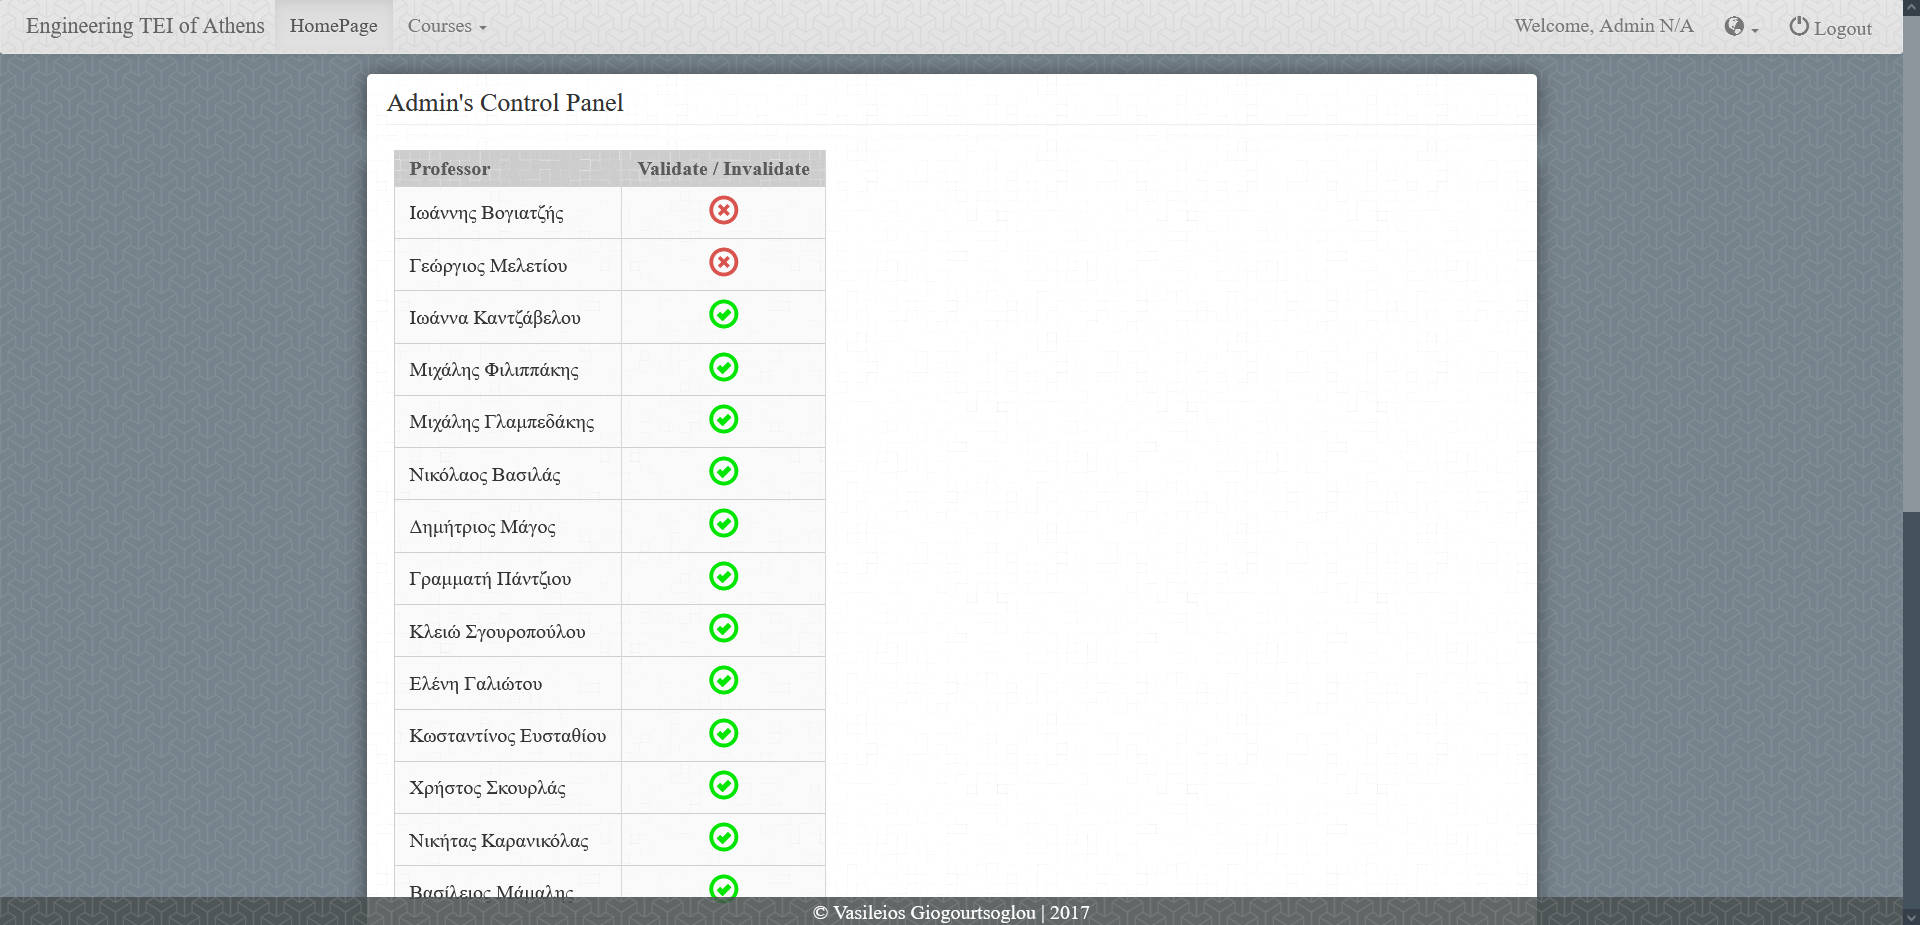 Engineering TEI of Athens HomePage Courses Welcome, Admin N/A Logout
Admin's Control Panel
Professor Validate / Invalidate
Ιωάννης Βογιατζής
Γεώργιος Μελετίου
Ιωάννα Καντζάβελου
Μιχάλης Φιλιππάκης
Μιχάλης Γλαμπεδάκης
Νικόλαος Βασιλάς
Δημήτριος Μάγος
Γραμματή Πάντζιου
Κλειώ Σγουροπούλου
Ελένη Γαλιώτου
Κωσταντίνος Ευσταθίου
Χρήστος Σκουρλάς
Νικήτας Καρανικόλας
Βασίλειος Μάμαλης
© Vasileios Giogourtsoglou | 2017